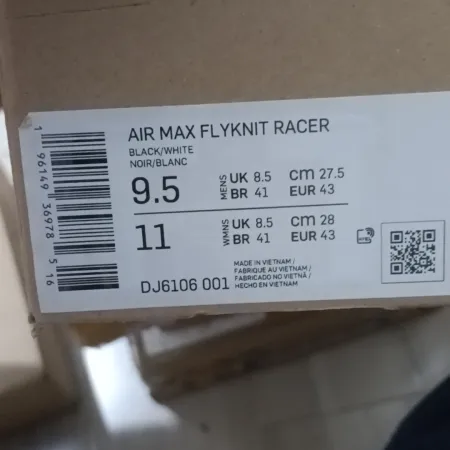 AIR MAX FLYKNIT RACER
BLACK/WHITE
NOIR/BLANC
9.5 MENS UK 8.5 cm 27.5
BR 41 EUR 43
11 WMNS UK 8.5 cm 28
BR 41 EUR 43
MADE IN VIETNAM /
FABRIQUE AU VIETNAM /
FABRICADO NO VIETNÃ /
DJ6106 001 HECHO EN VIETNAM
1 96149 36978 5 16